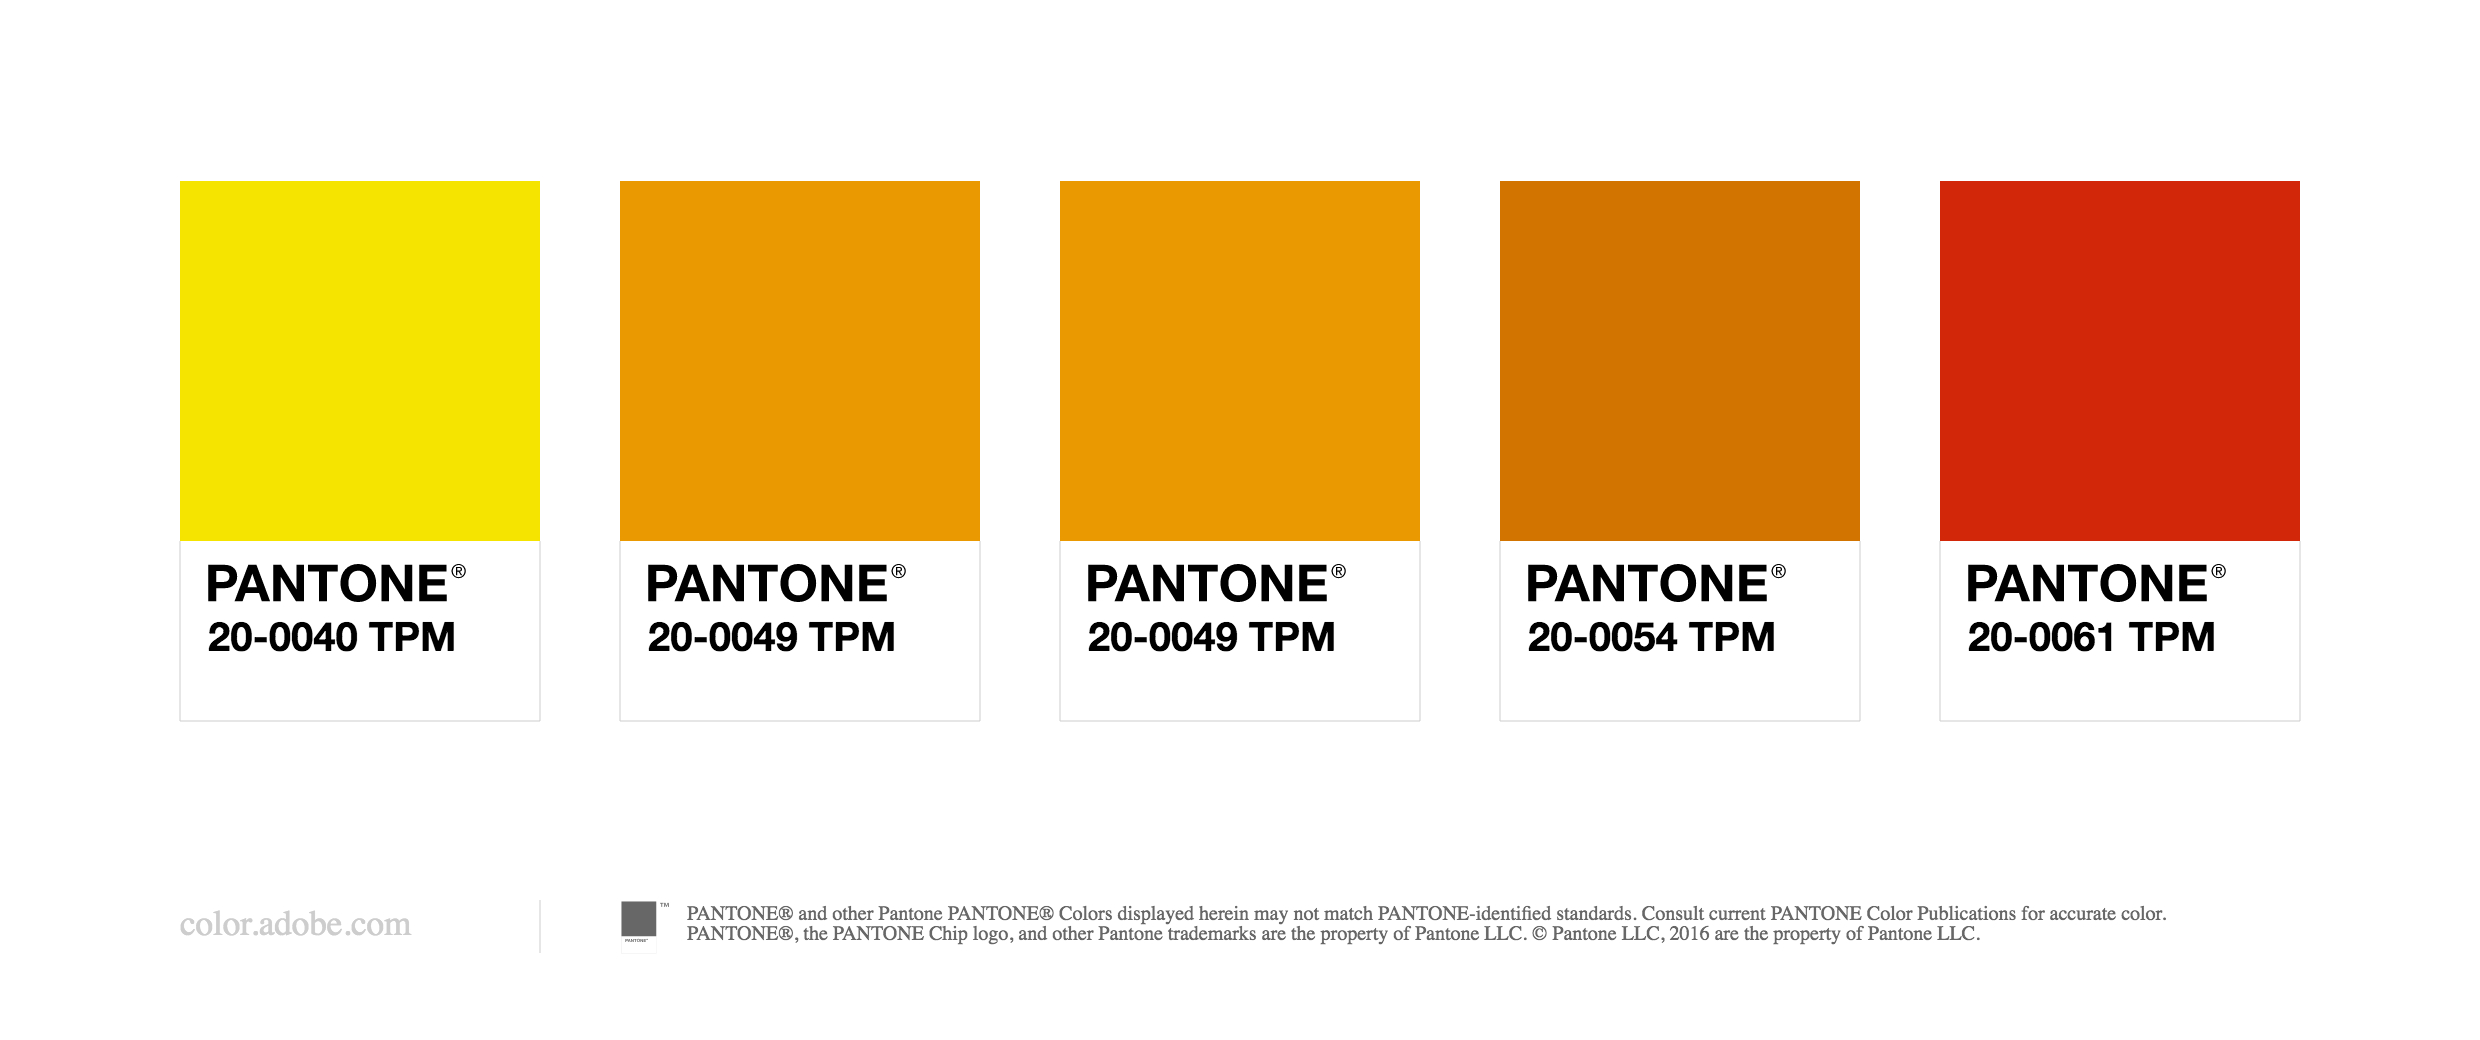 PANTONE®
20-0040 TPM
PANTONE®
20-0049 TPM
PANTONE®
20-0049 TPM
PANTONE®
20-0054 TPM
PANTONE®
20-0061 TPM
color.adobe.com
PANTONE®
™
PANTONE® and other Pantone PANTONE® Colors displayed herein may not match PANTONE-identified standards. Consult current PANTONE Color Publications for accurate color.
PANTONE®, the PANTONE Chip logo, and other Pantone trademarks are the property of Pantone LLC. © Pantone LLC, 2016 are the property of Pantone LLC.